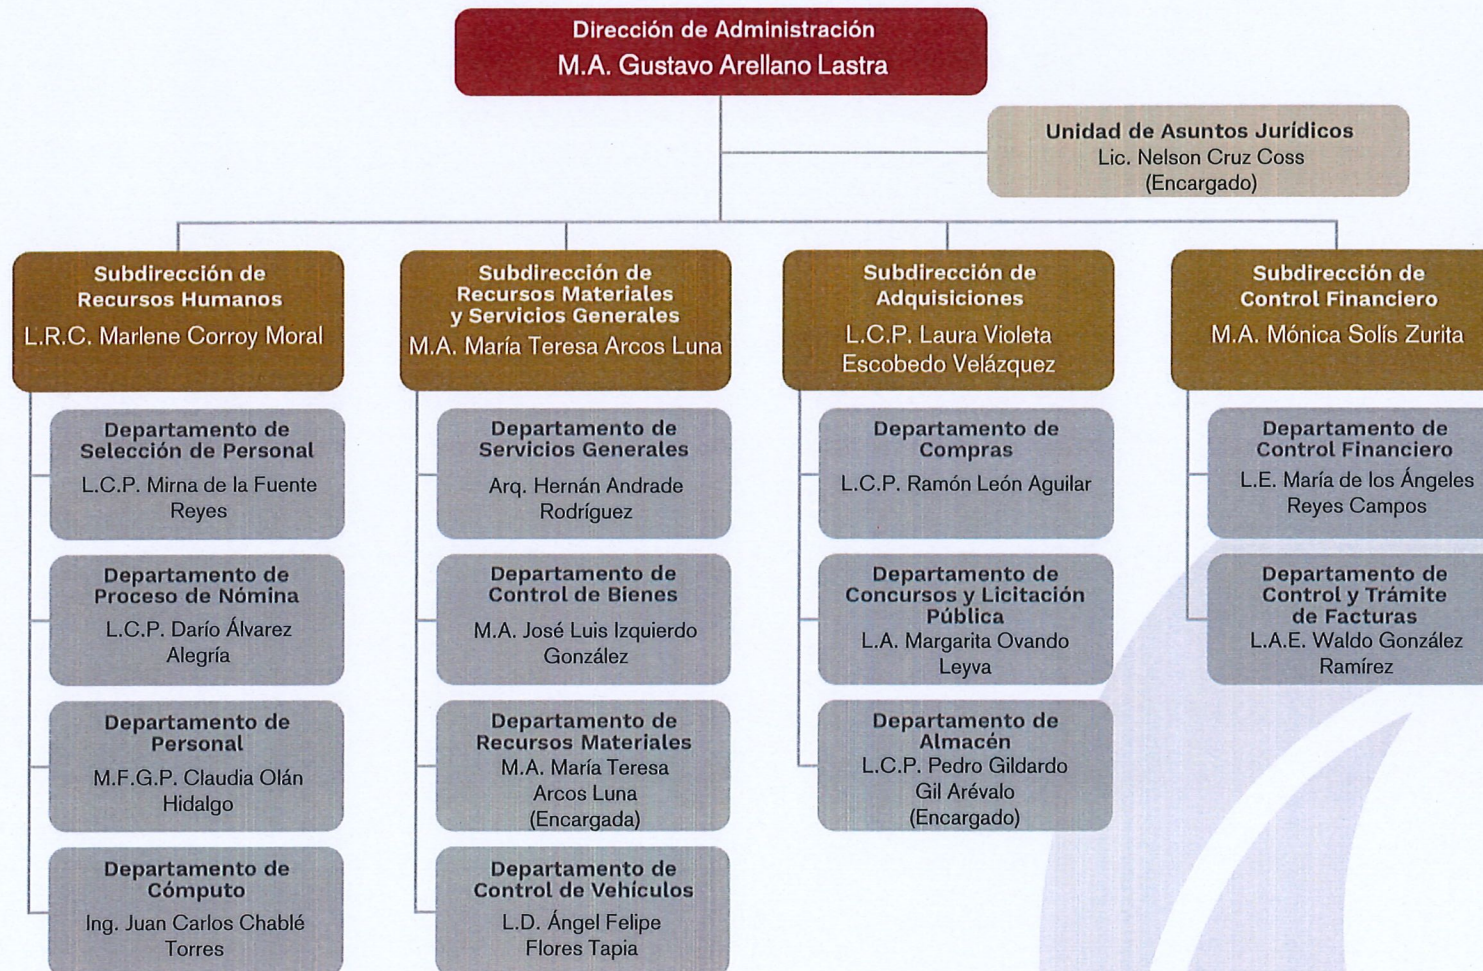 Dirección de Administración
M.A. Gustavo Arellano Lastra
Unidad de Asuntos Jurídicos
Lic. Nelson Cruz Coss
(Encargado)
Subdirección de
Recursos Humanos
L.R.C. Marlene Corroy Moral
Subdirección de
Recursos Materiales
y Servicios Generales
M.A. María Teresa Arcos Luna
Subdirección de
Adquisiciones
L.C.P. Laura Violeta
Escobedo Velázquez
Subdirección de
Control Financiero
M.A. Mónica Solís Zurita
Departamento de
Selección de Personal
L.C.P. Mirna de la Fuente
Reyes
Departamento de
Servicios Generales
Arq. Hernán Andrade
Rodríguez
Departamento de
Compras
L.C.P. Ramón León Aguilar
Departamento de
Control Financiero
L.E. María de los Ángeles
Reyes Campos
Departamento de
Proceso de Nómina
L.C.P. Darío Álvarez
Alegría
Departamento de
Control de Bienes
M.A. José Luis Izquierdo
González
Departamento de
Concursos y Licitación
Pública
L.A. Margarita Ovando
Leyva
Departamento de
Control y Trámite
de Facturas
L.A.E. Waldo González
Ramírez
Departamento de
Personal
M.F.G.P. Claudia Olán
Hidalgo
Departamento de
Recursos Materiales
M.A. María Teresa
Arcos Luna
(Encargada)
Departamento de
Almacén
L.C.P. Pedro Gildardo
Gil Arévalo
(Encargado)
Departamento de
Cómputo
Ing. Juan Carlos Chablé
Torres
Departamento de
Control de Vehículos
L.D. Ángel Felipe
Flores Tapia